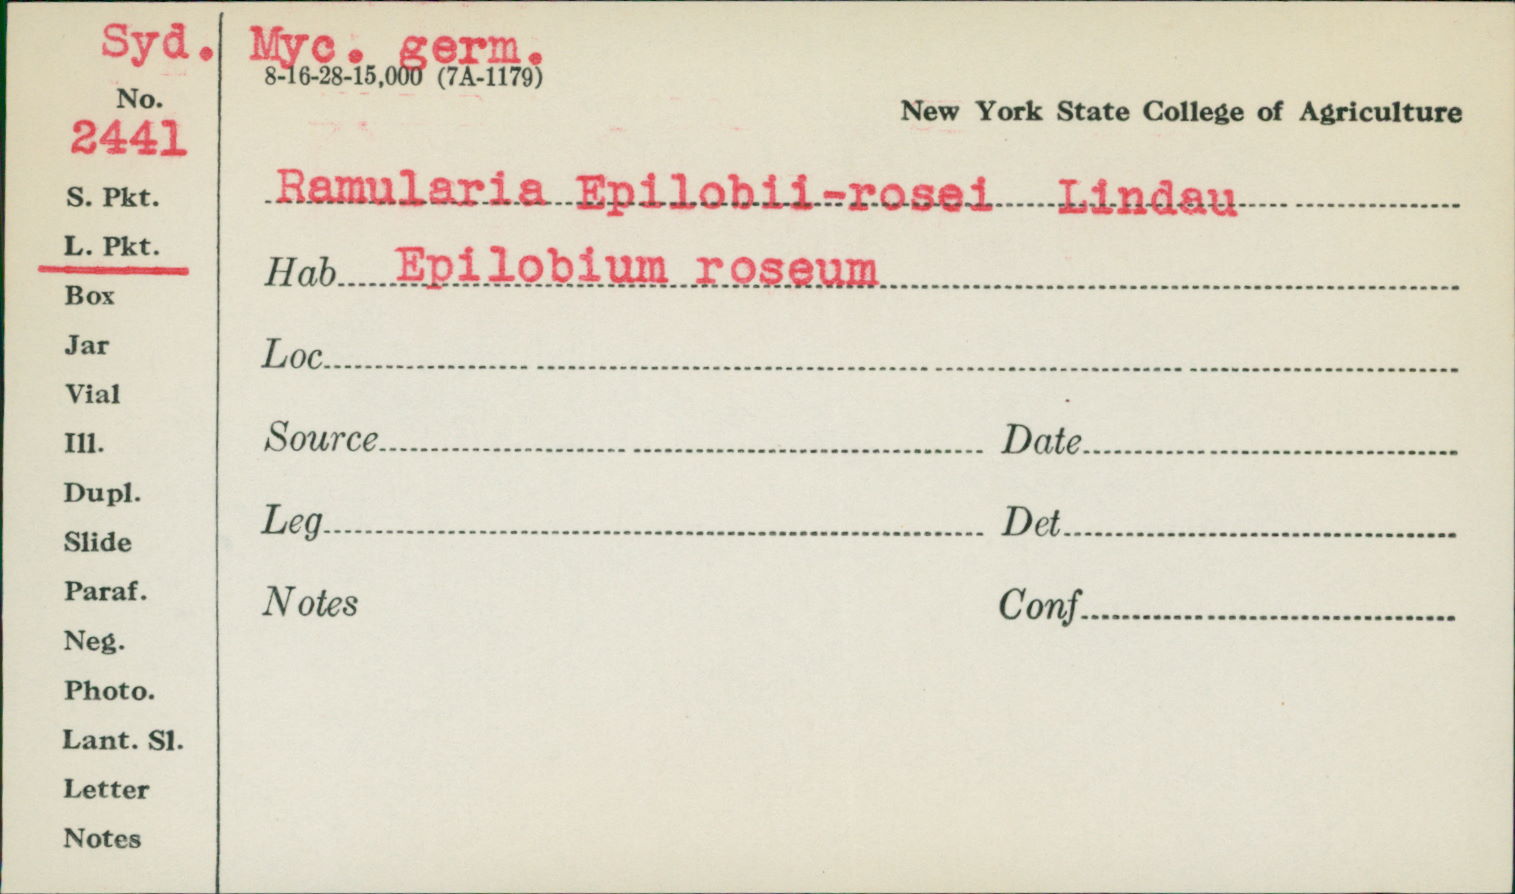 Syd. Myc. germ.
8-16-28-15,000 (7A-1179)
No.
2441
New York State College of Agriculture
S. Pkt.
L. Pkt.
Box
Jar
Vial
Ill.
Dupl.
Slide
Paraf.
Neg.
Photo.
Lant. Sl.
Letter
Notes
Ramularia Epilobii-rosei Lindau
Hab Epilobium roseum
Loc
Source Date
Leg Det
Notes Conf